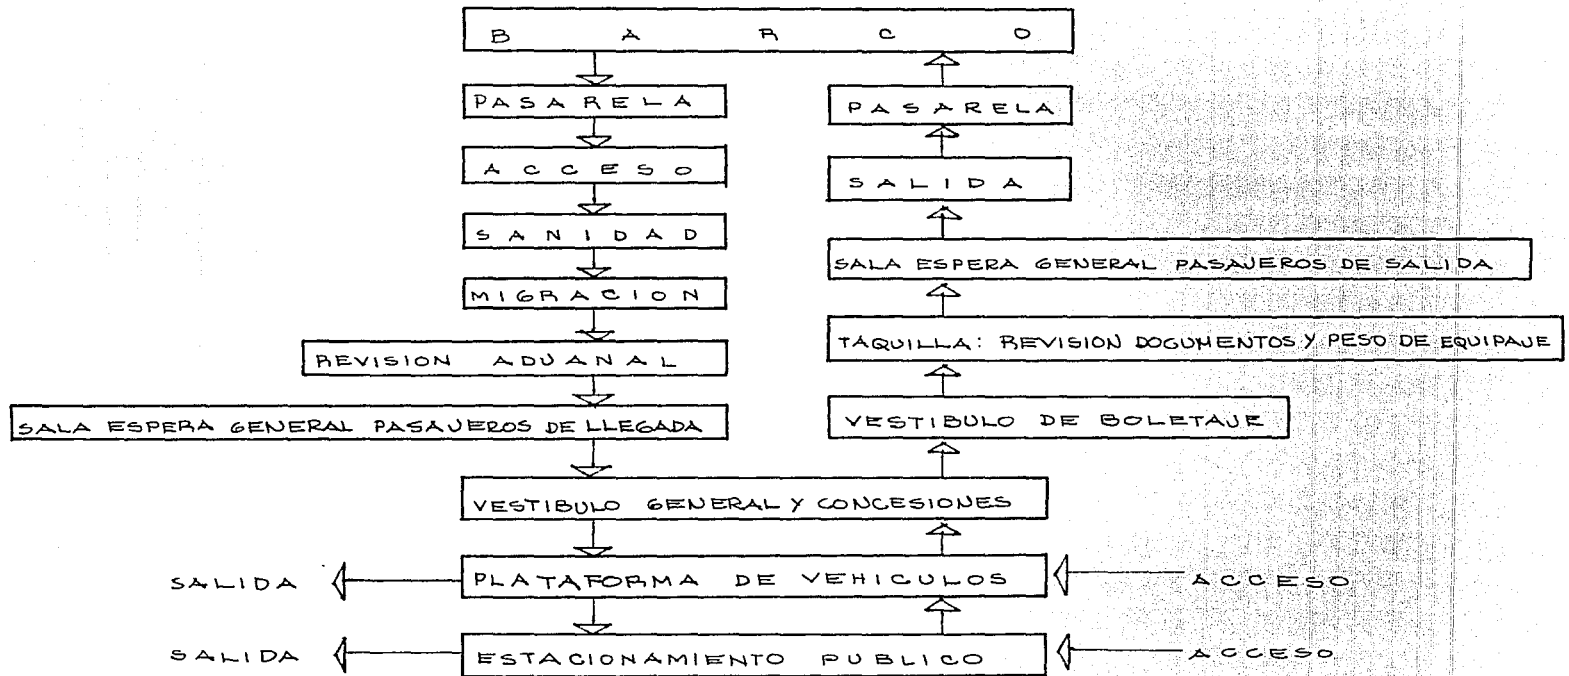 BARCO
PASARELA
PASARELA
ACCESO
SALIDA
SANIDAD
SALA ESPERA GENERAL PASAJEROS DE SALIDA
MIGRACION
TAQUILLA: REVISION DOCUMENTOS Y PESO DE EQUIPAJE
REVISION ADUANAL
SALA ESPERA GENERAL PASAJEROS DE LLEGADA
VESTIBULO DE BOLETAJE
VESTIBULO GENERAL Y CONCESIONES
SALIDA PLATAFORMA DE VEHICULOS ACCESO
SALIDA ESTACIONAMIENTO PUBLICO ACCESO